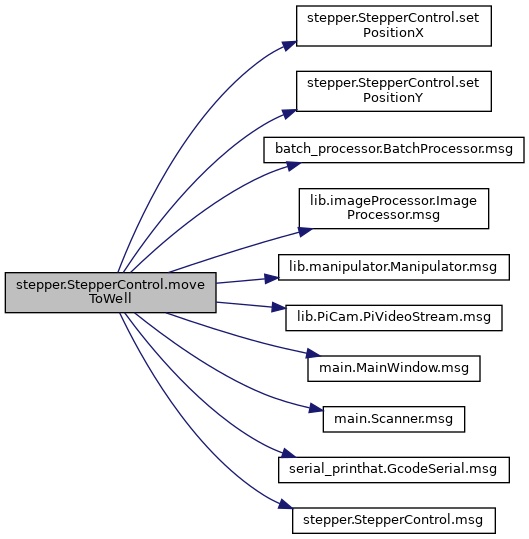 stepper.StepperControl.set
PositionX
stepper.StepperControl.set
PositionY
batch_processor.BatchProcessor.msg
lib.imageProcessor.Image
Processor.msg
stepper.StepperControl.move
ToWell
lib.manipulator.Manipulator.msg
lib.PiCam.PiVideoStream.msg
main.MainWindow.msg
main.Scanner.msg
serial_printhat.GcodeSerial.msg
stepper.StepperControl.msg